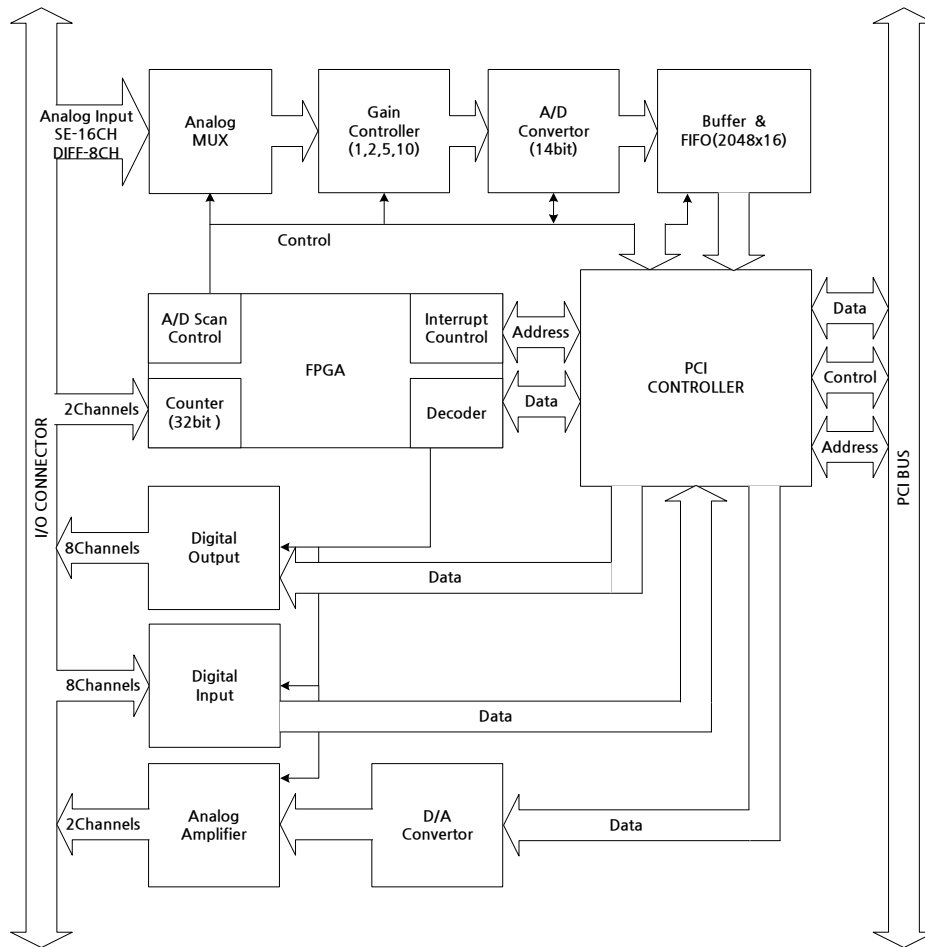 Analog Input
SE-16CH
DIFF-8CH
Analog
MUX
Gain
Controller
(1,2,5,10)
A/D
Convertor
(14bit)
Buffer &
FIFO(2048x16)
Control
A/D Scan
Control
FPGA
Interrupt
Countrol
Counter
(32bit )
Decoder
2Channels
Address
Data
PCI
CONTROLLER
Data
Control
Address
I/O CONNECTOR
PCI BUS
8Channels
Digital
Output
Data
8Channels
Digital
Input
Data
2Channels
Analog
Amplifier
D/A
Convertor
Data